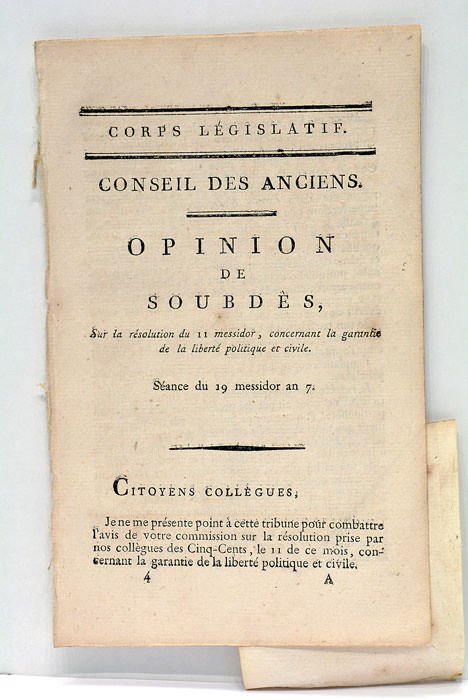 CORPS LÉGISLATIF.
CONSEIL DES ANCIENS.
OPINION
DE
SOUBDÈS,
Sur la résolution du 11 messidor, concernant la garantie
de la liberté politique et civile.
Séance du 19 messidor an 7.
CITOYENS COLLÈGUES,
Je ne me présente point à cette tribune pour combattre
l'avis de votre commission sur la résolution prise par
nos collègues des Cinq-Cents, le 11 de ce mois, con-
cernant la garantie de la liberté politique et civile.
4 A